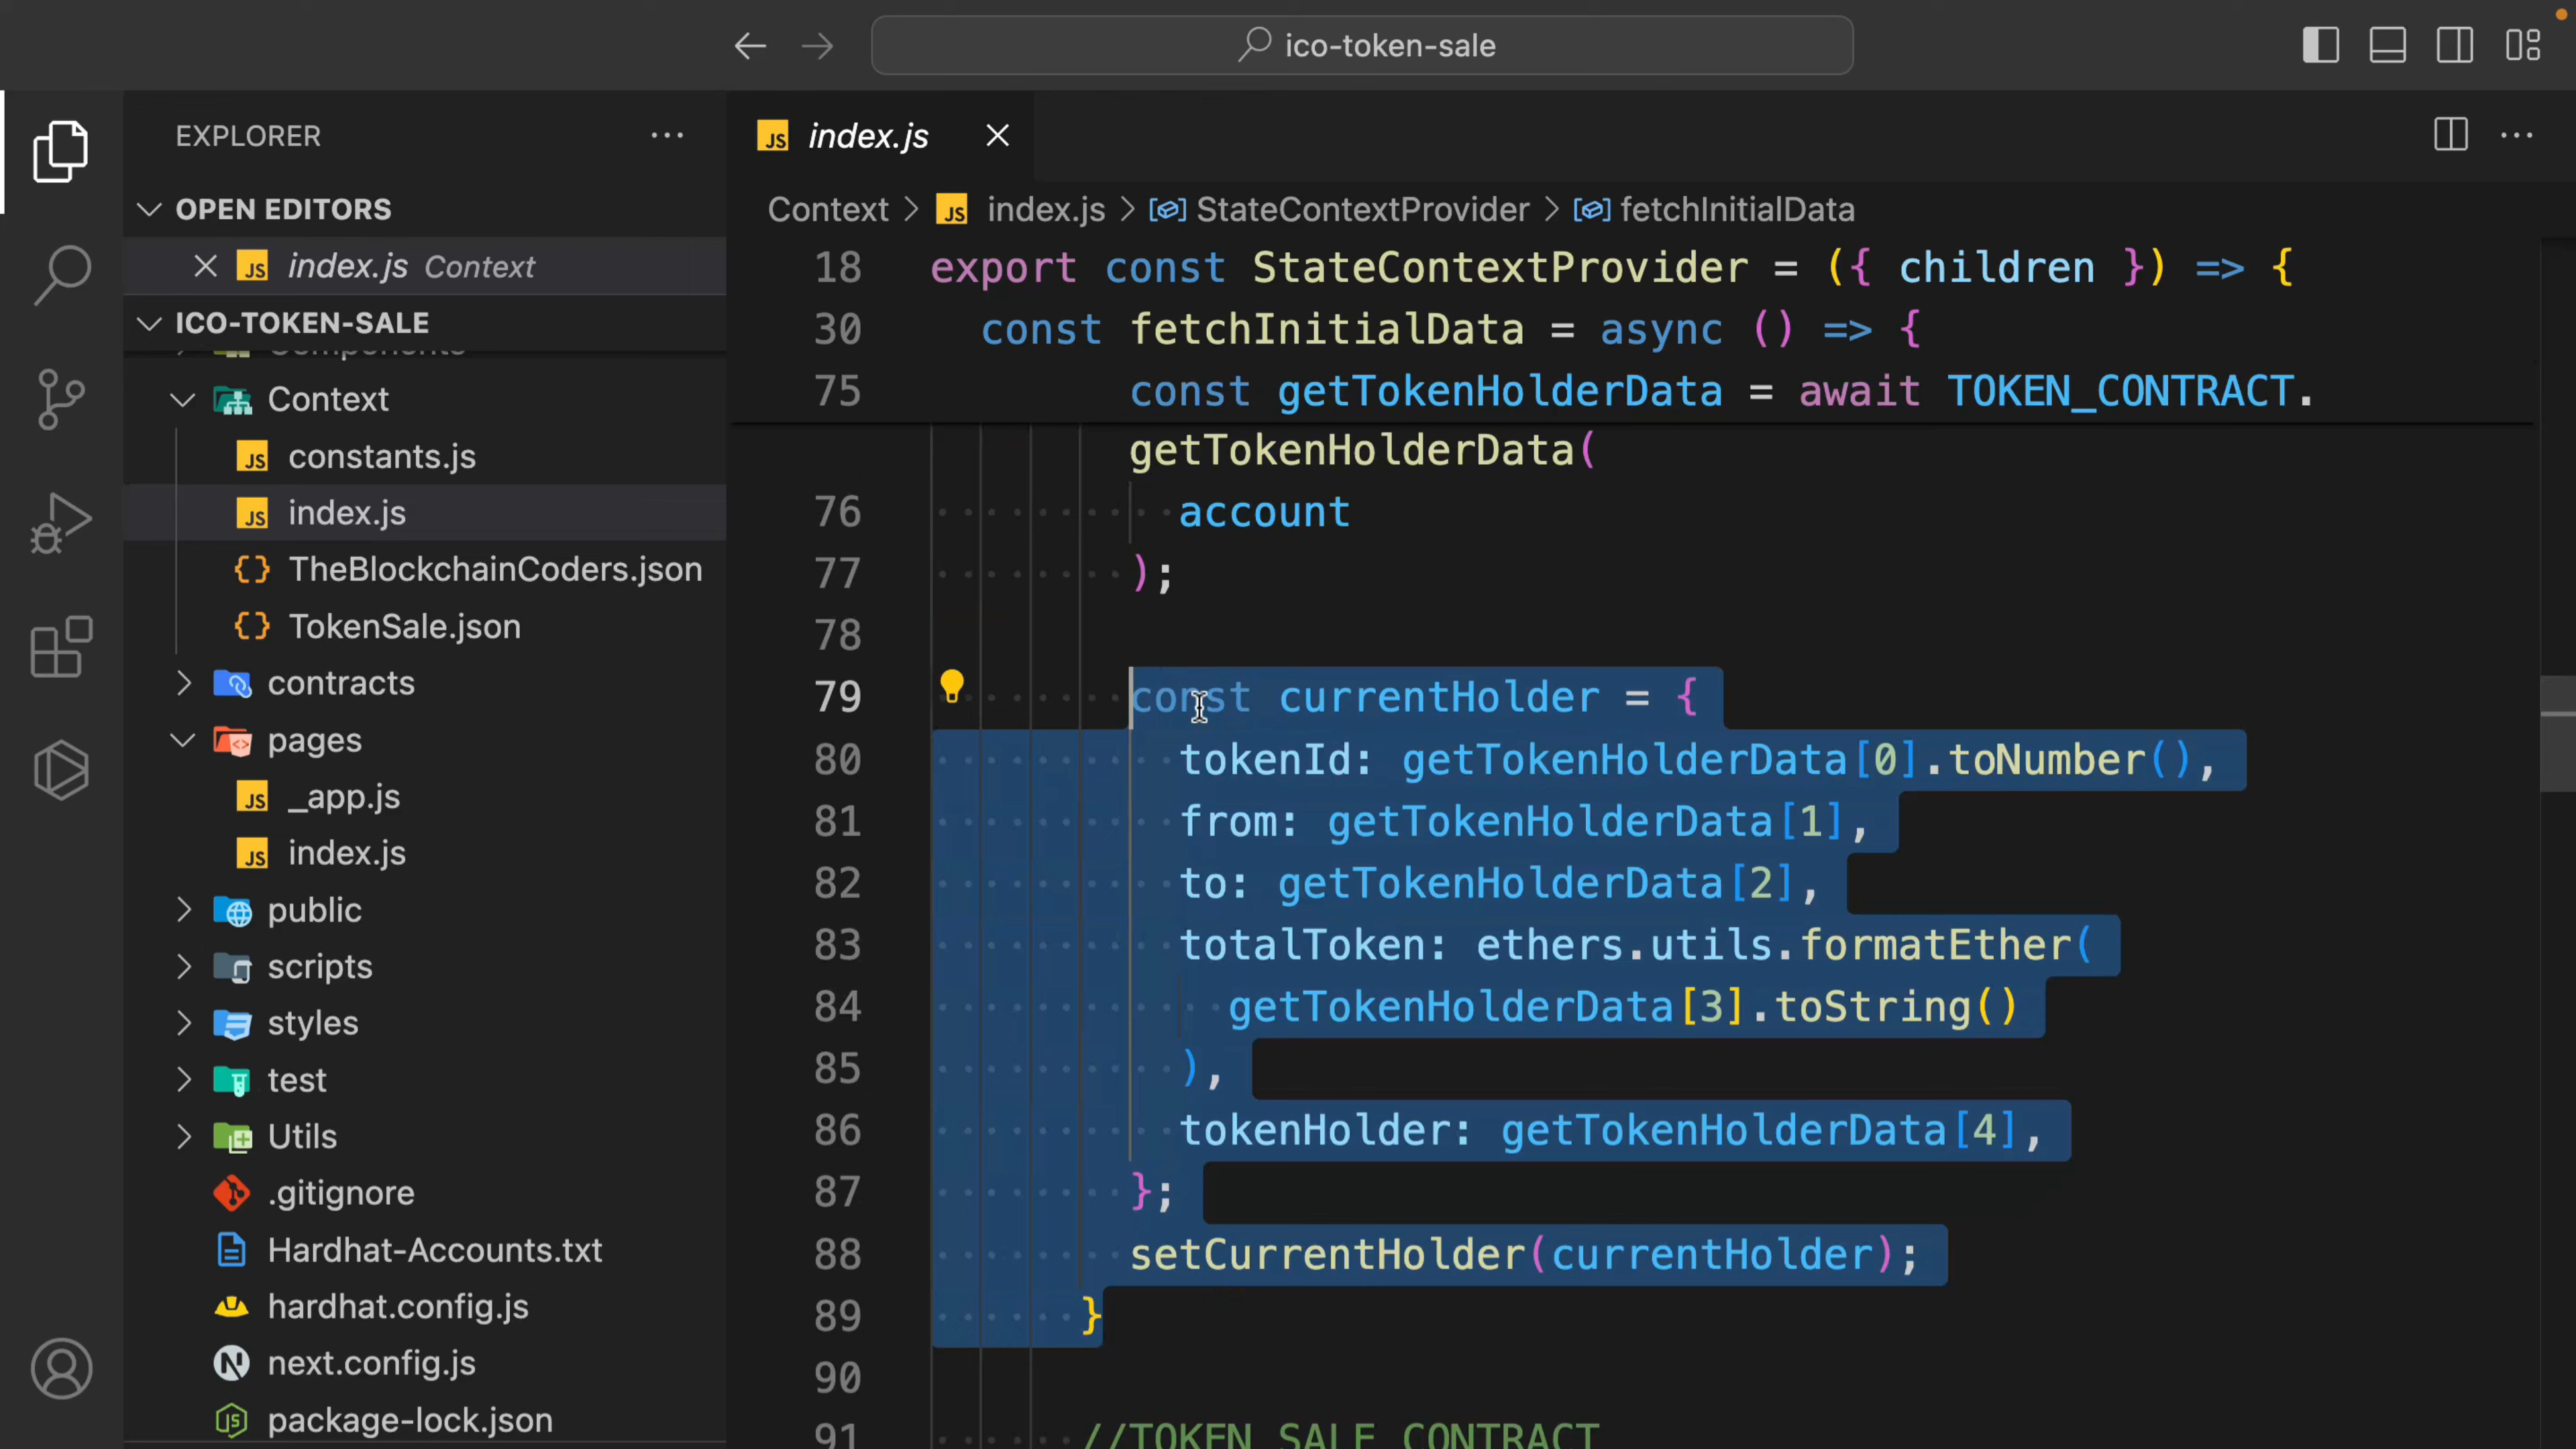 ico-token-sale
EXPLORER
OPEN EDITORS
index.js Context
ICO-TOKEN-SALE
Components
Context
constants.js
index.js
TheBlockchainCoders.json
TokenSale.json
contracts
pages
_app.js
index.js
public
scripts
styles
test
Utils
.gitignore
Hardhat-Accounts.txt
hardhat.config.js
next.config.js
package-lock.json
index.js
Context > index.js > StateContextProvider > fetchInitialData
18 export const StateContextProvider = ({ children }) => {
30 const fetchInitialData = async () => {
75 const getTokenHolderData = await TOKEN_CONTRACT.
getTokenHolderData(
76 account
77 );
78
79 const currentHolder = {
80 tokenId: getTokenHolderData[0].toNumber(),
81 from: getTokenHolderData[1],
82 to: getTokenHolderData[2],
83 totalToken: ethers.utils.formatEther(
84 getTokenHolderData[3].toString()
85 ),
86 tokenHolder: getTokenHolderData[4],
87 };
88 setCurrentHolder(currentHolder);
89 }
90
91 //TOKEN SALE CONTRACT